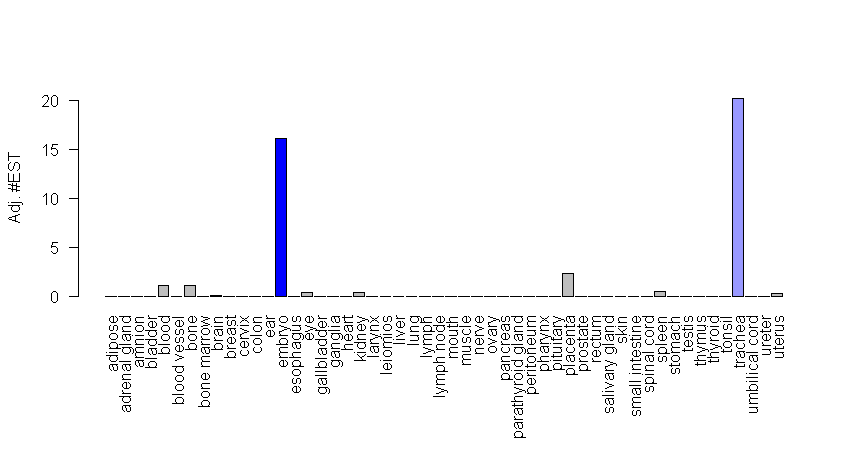 Adj. #EST
20
15
10
5
0
adipose
adrenal gland
amnion
bladder
blood
blood vessel
bone
bone marrow
brain
breast
cervix
colon
ear
embryo
esophagus
eye
gallbladder
ganglia
heart
kidney
larynx
leiomios
liver
lung
lymph
lymph node
mouth
muscle
nerve
ovary
pancreas
parathyroid gland
peritoneum
pharynx
pituitary
placenta
prostate
rectum
salivary gland
skin
small intestine
spinal cord
spleen
stomach
testis
thymus
thyroid
tonsil
trachea
umbilical cord
ureter
uterus